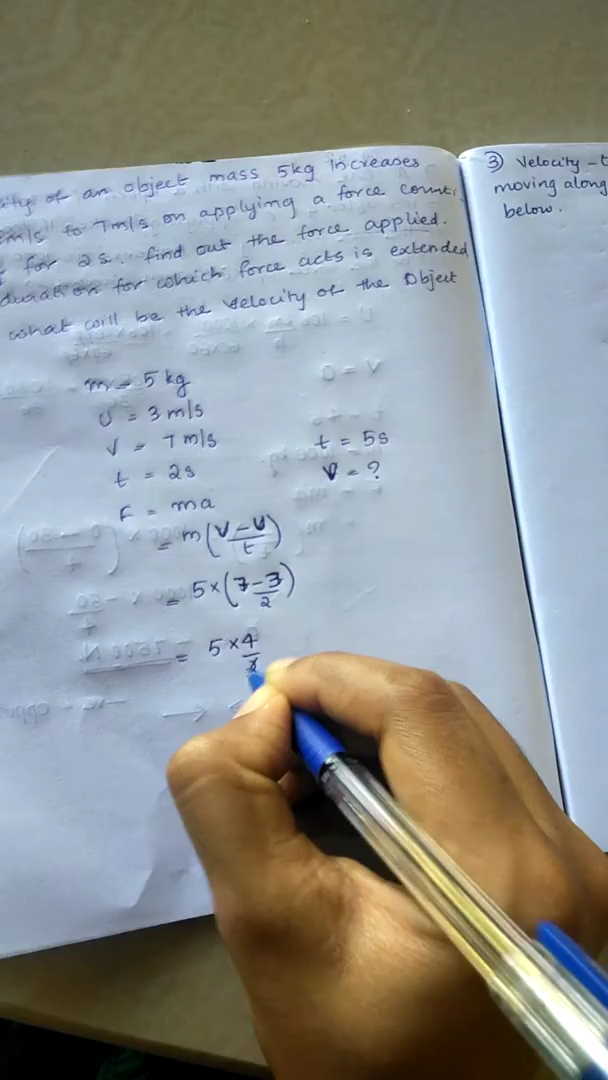 of an object mass 5kg increases
m/s to 7m/s on applying a force
for 2s. find out the force applied.
duration for which force acts is extended
what will be the velocity of the Object
m = 5 kg
U = 3 m/s
V = 7 m/s
t = 2s
t = 5s
V = ?
F = ma
= m(V-U/t)
= 5×(7-3/2)
= 5×4/2
3) Velocity - t
moving along
below.